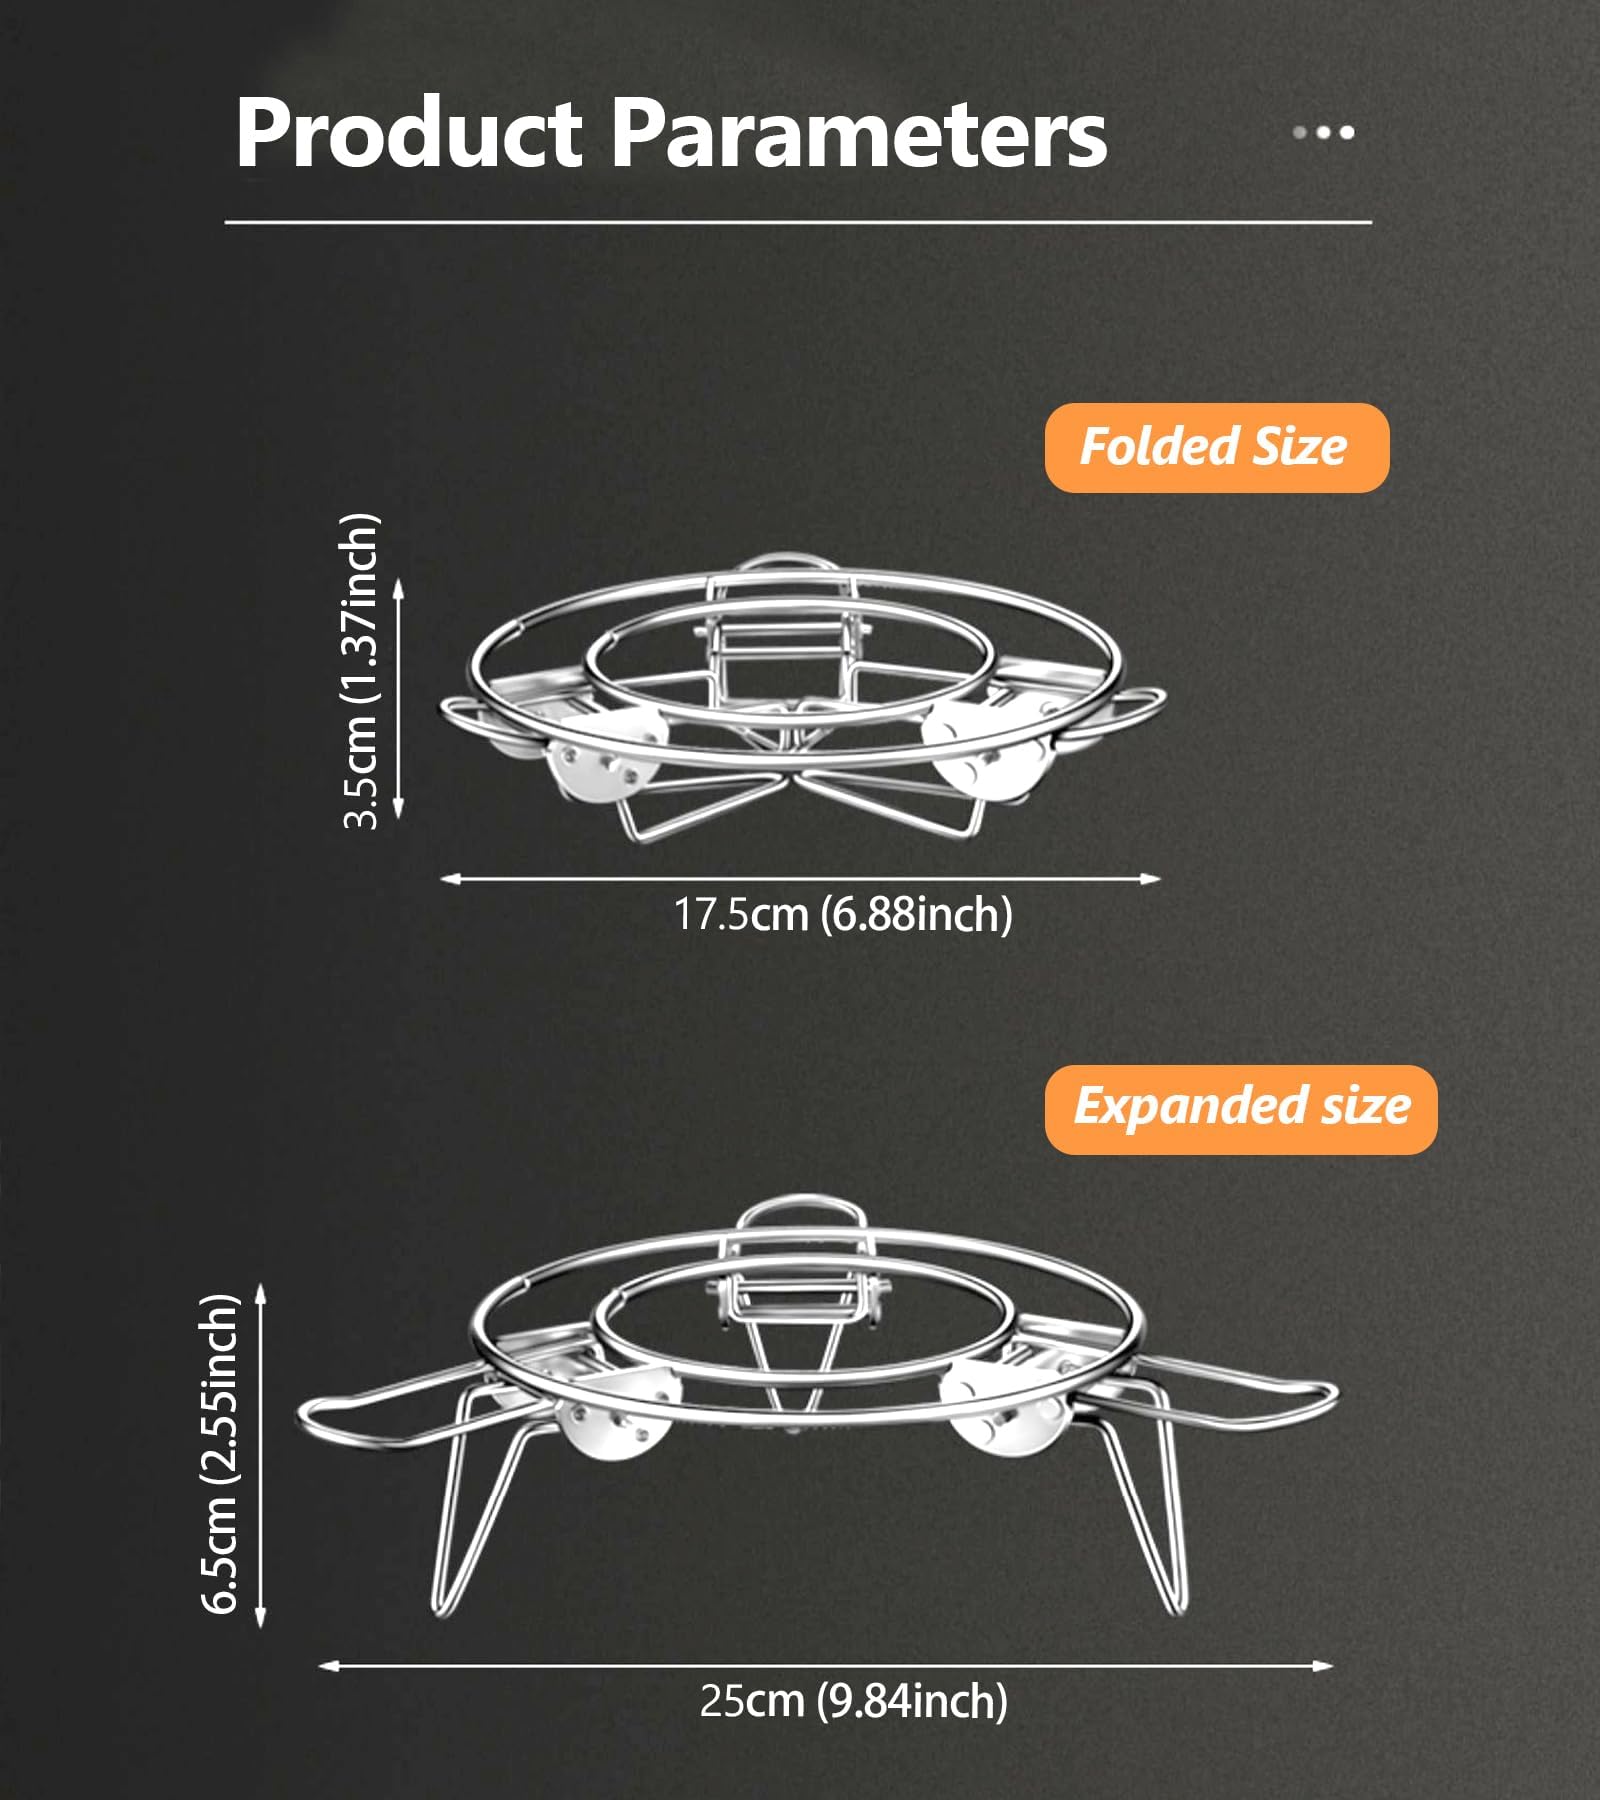 Product Parameters
Folded Size
3.5cm (1.37inch)
17.5cm (6.88inch)
Expanded size
6.5cm (2.55inch)
25cm (9.84inch)